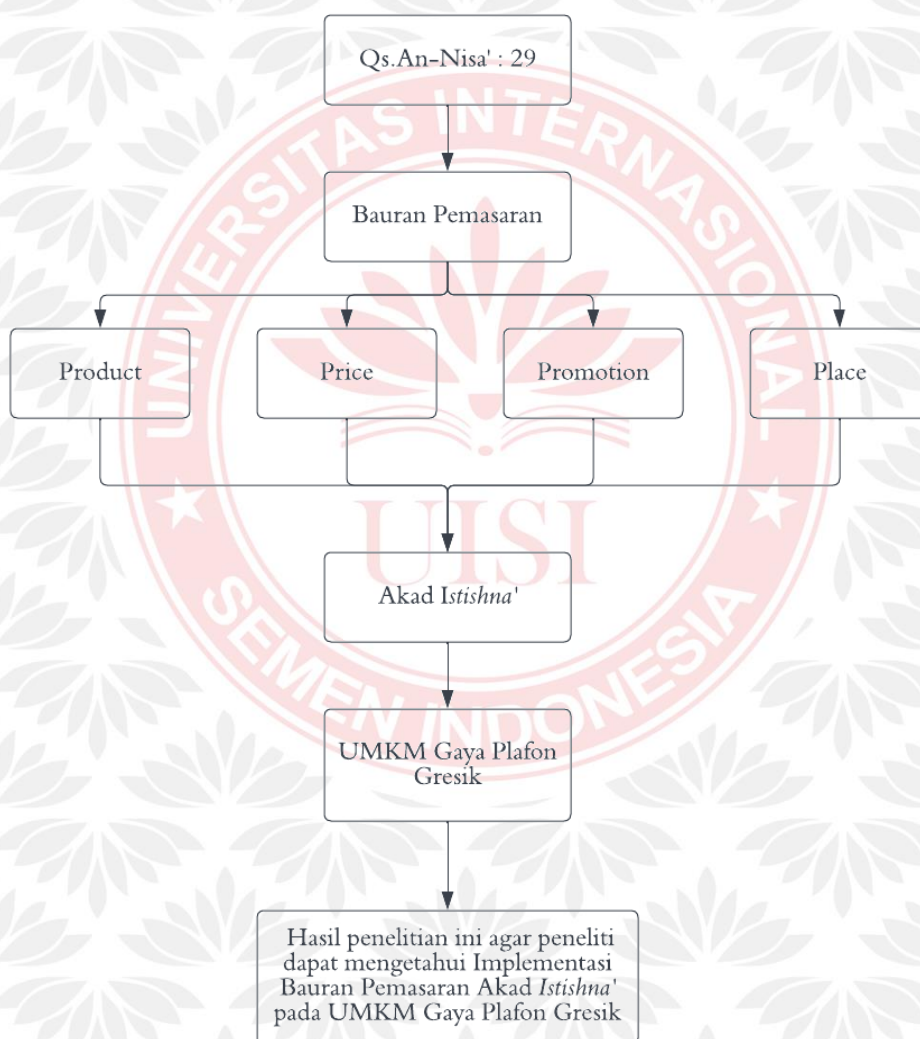 Qs.An-Nisa' : 29
Bauran Pemasaran
Product
Price
Promotion
Place
Akad Istishna'
UMKM Gaya Plafon
Gresik
Hasil penelitian ini agar peneliti
dapat mengetahui Implementasi
Bauran Pemasaran Akad Istishna'
pada UMKM Gaya Plafon Gresik
UNIVERSITAS INTERNASIONAL
UISI
SEMEN INDONESIA